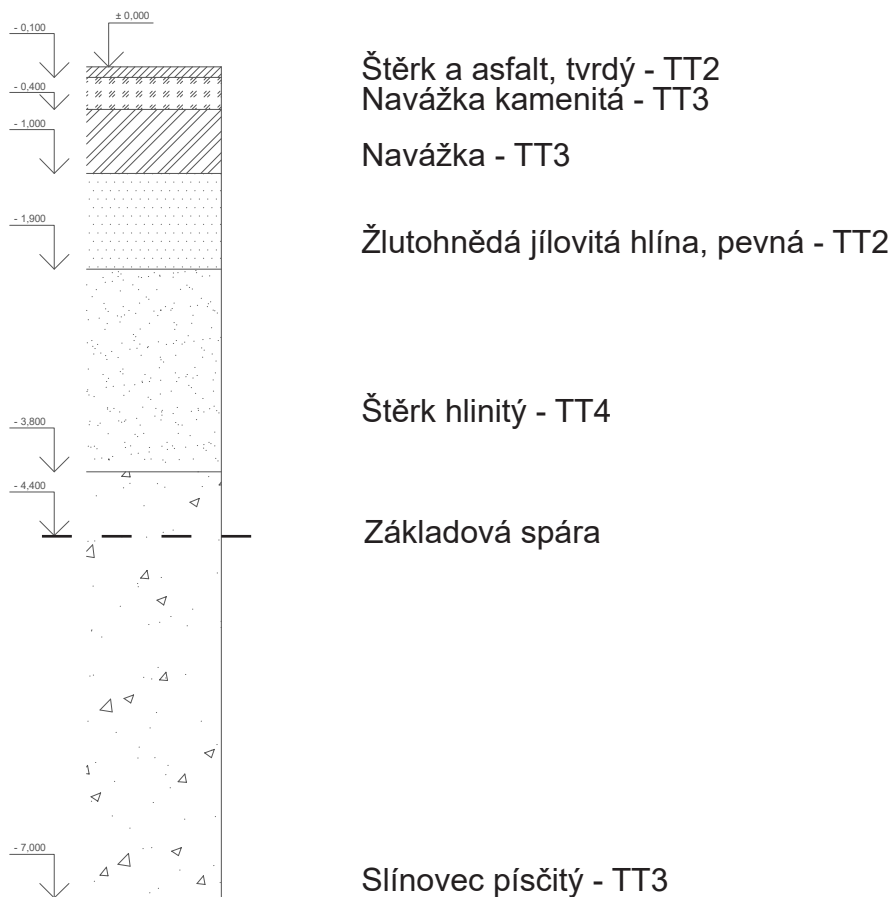 ± 0,000
- 0,100
Štěrk a asfalt, tvrdý - TT2
- 0,400
Navážka kamenitá - TT3
- 1,000
Navážka - TT3
- 1,900
Žlutohnědá jílovitá hlína, pevná - TT2
Štěrk hlinitý - TT4
- 3,800
- 4,400
Základová spára
- 7,000
Slínovec písčitý - TT3